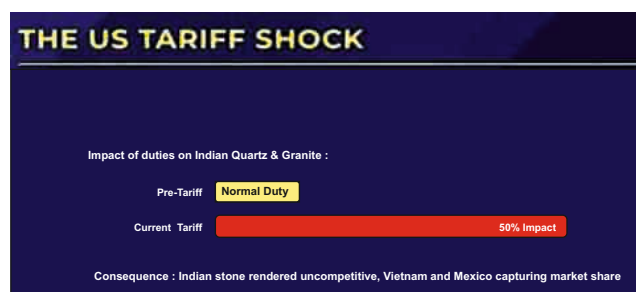 THE US TARIFF SHOCK
Impact of duties on Indian Quartz & Granite :
Pre-Tariff Normal Duty
Current Tariff 50% Impact
Consequence : Indian stone rendered uncompetitive, Vietnam and Mexico capturing market share